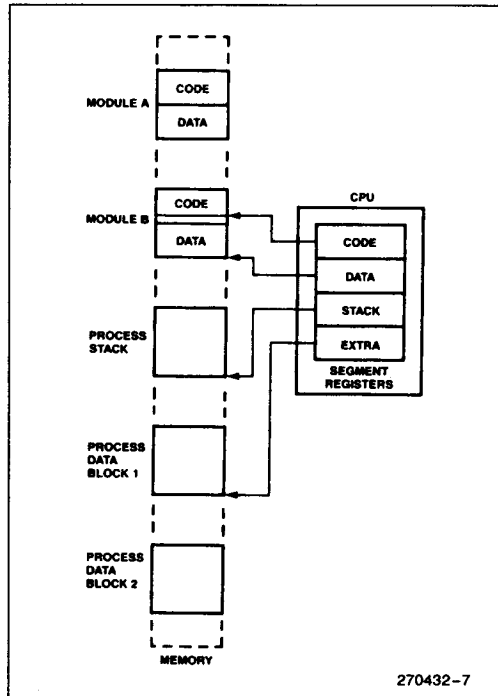 MODULE A
CODE
DATA
MODULE B
CODE
DATA
CPU
CODE
DATA
STACK
EXTRA
SEGMENT
REGISTERS
PROCESS
STACK
PROCESS
DATA
BLOCK 1
PROCESS
DATA
BLOCK 2
MEMORY
270432-7